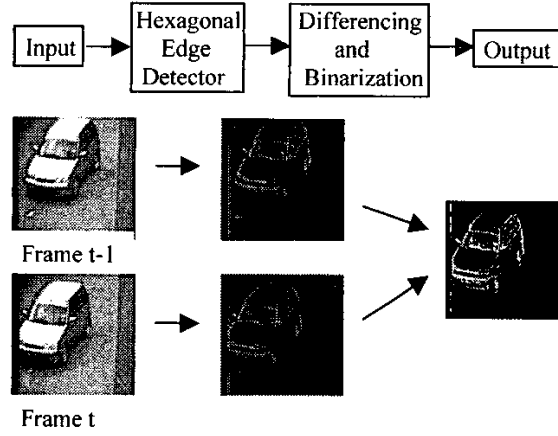 Input
Hexagonal
Edge
Detector
Differencing
and
Binarization
Output
Frame t-1
Frame t